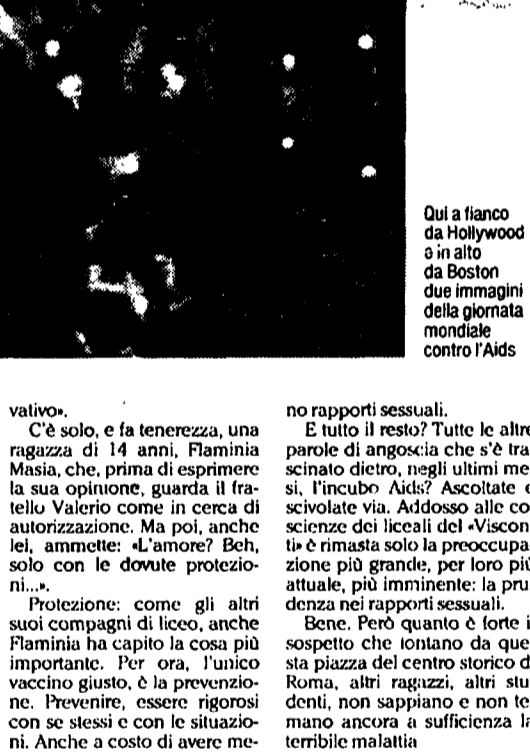 Qui a fianco
da Hollywood
e in alto
da Boston
due immagini
della giornata
mondiale
contro l'Aids
vativo».
C'è solo, e fa tenerezza, una
ragazza di 14 anni, Flaminia
Masia, che, prima di esprimere
la sua opinione, guarda il fra-
tello Valerio come in cerca di
autorizzazione. Ma poi, anche
lei, ammette: «L'amore? Beh,
solo con le dovute protezio-
ni...».
Protezione: come gli altri
suoi compagni di liceo, anche
Flaminia ha capito la cosa più
importante. Per ora, l'unico
vaccino giusto, è la prevenzio-
ne. Prevenire, essere rigorosi
con se stessi e con le situazio-
ni. Anche a costo di avere me-
no rapporti sessuali.
E tutto il resto? Tutte le altre
parole di angoscia che s'è tra
scinato dietro, negli ultimi me
si, l'incubo Aids? Ascoltate e
scivolate via. Addosso alle co
scienze dei liceali del «Viscon
ti» è rimasta solo la preoccupa
zione più grande, per loro più
attuale, più imminente: la pru
denza nei rapporti sessuali.
Bene. Però quanto è forte i
sospetto che lontano da que
sta piazza del centro storico d
Roma, altri ragazzi, altri stu
denti, non sappiano e non te
mano ancora a sufficienza la
terribile malattia